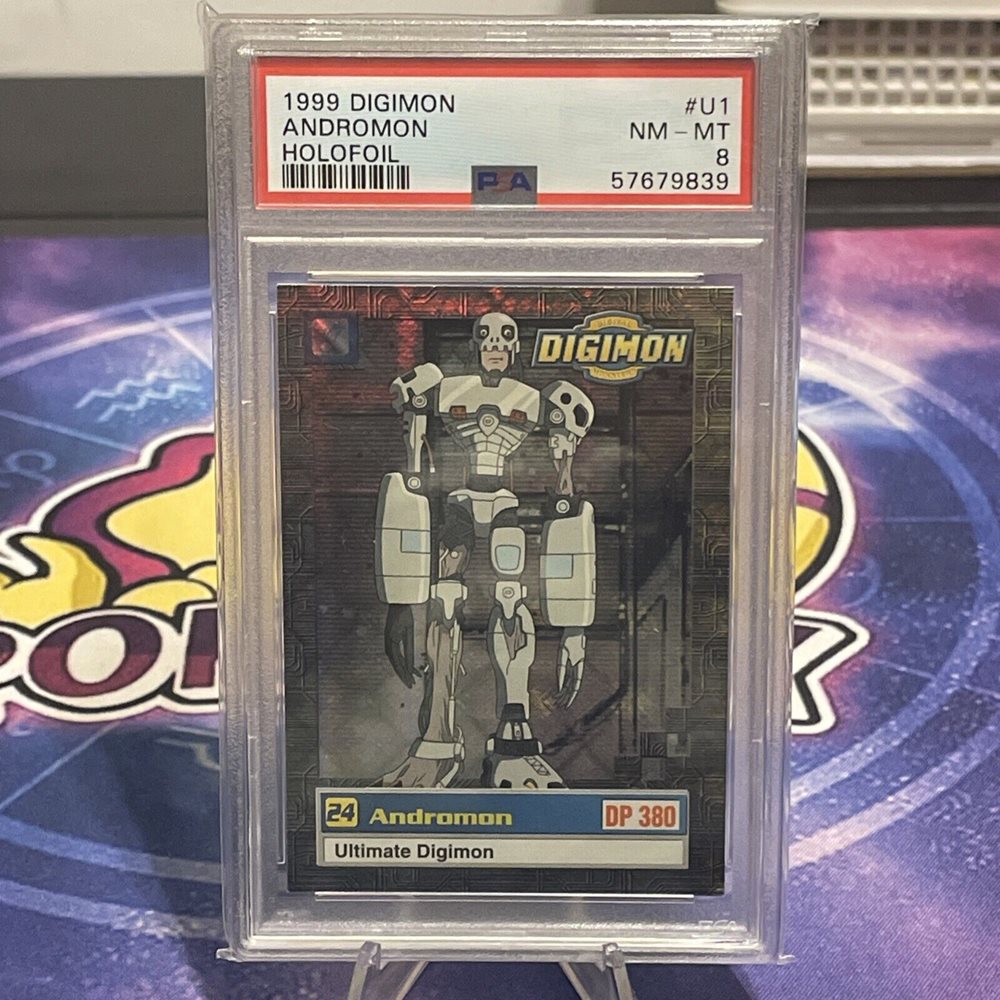 1999 DIGIMON #U1
ANDROMON NM - MT
HOLOFOIL 8
PSA 57679839
DIGITAL
DIGIMON
MONSTERS
24 Andromon DP 380
Ultimate Digimon